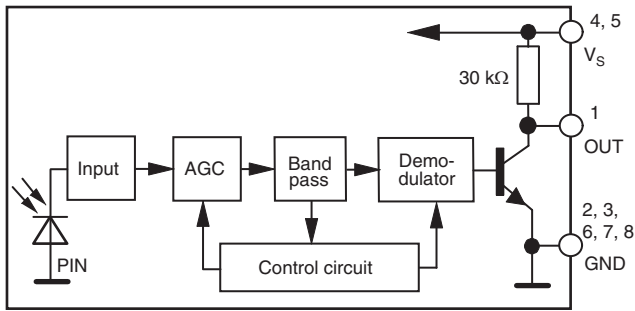 4, 5
V_S
30 kΩ
1
OUT
Input
AGC
Band
pass
Demo-
dulator
2, 3,
6, 7, 8
GND
Control circuit
PIN